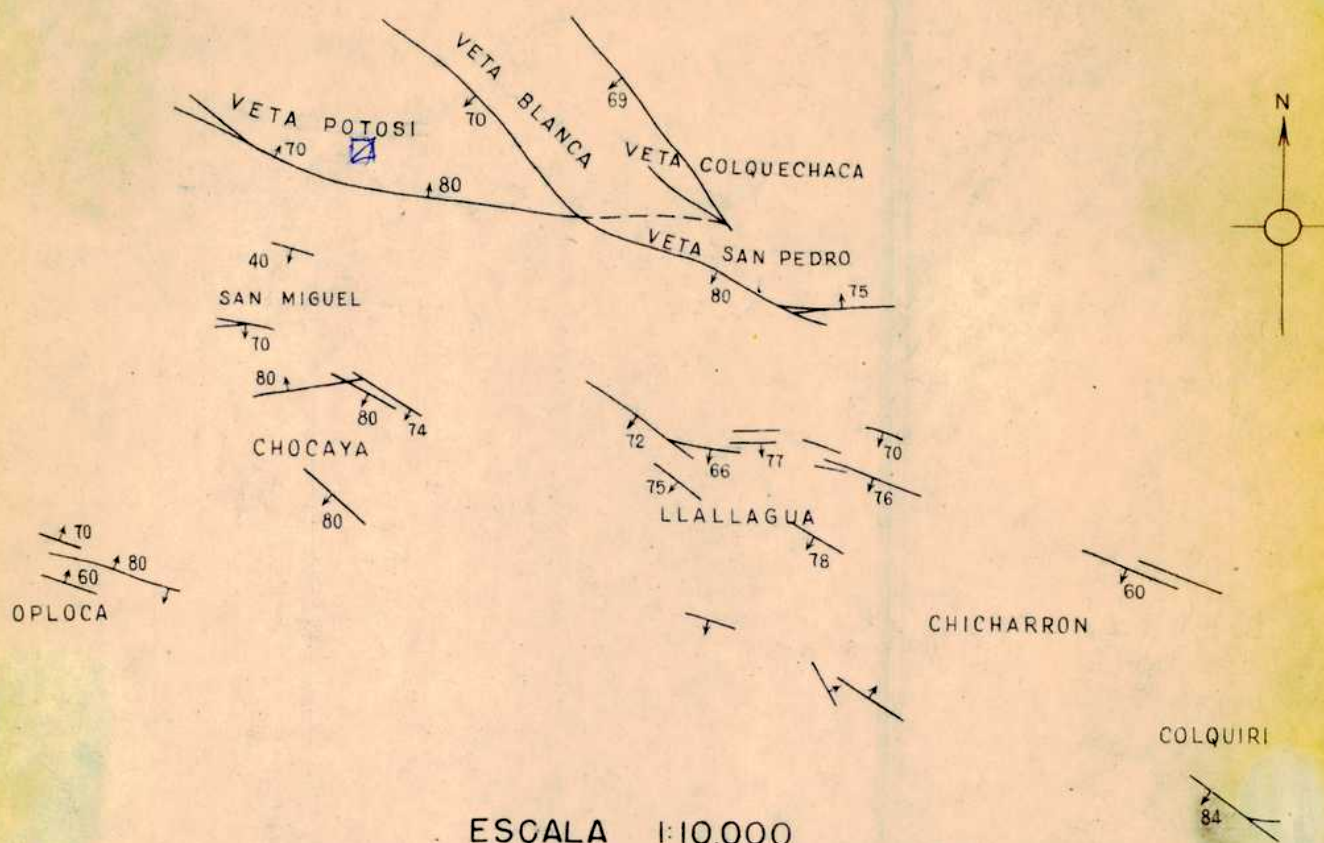 69
VETA BLANCA
70
VETA POTOSI
70
80
VETA COLQUECHACA
N
VETA SAN PEDRO
80
75
40
SAN MIGUEL
70
80
80
74
CHOCAYA
80
72
66
77
70
76
75
LLALLAGUA
78
70
80
60
OPLOCA
60
CHICHARRON
COLQUIRI
84
ESCALA 1:10.000